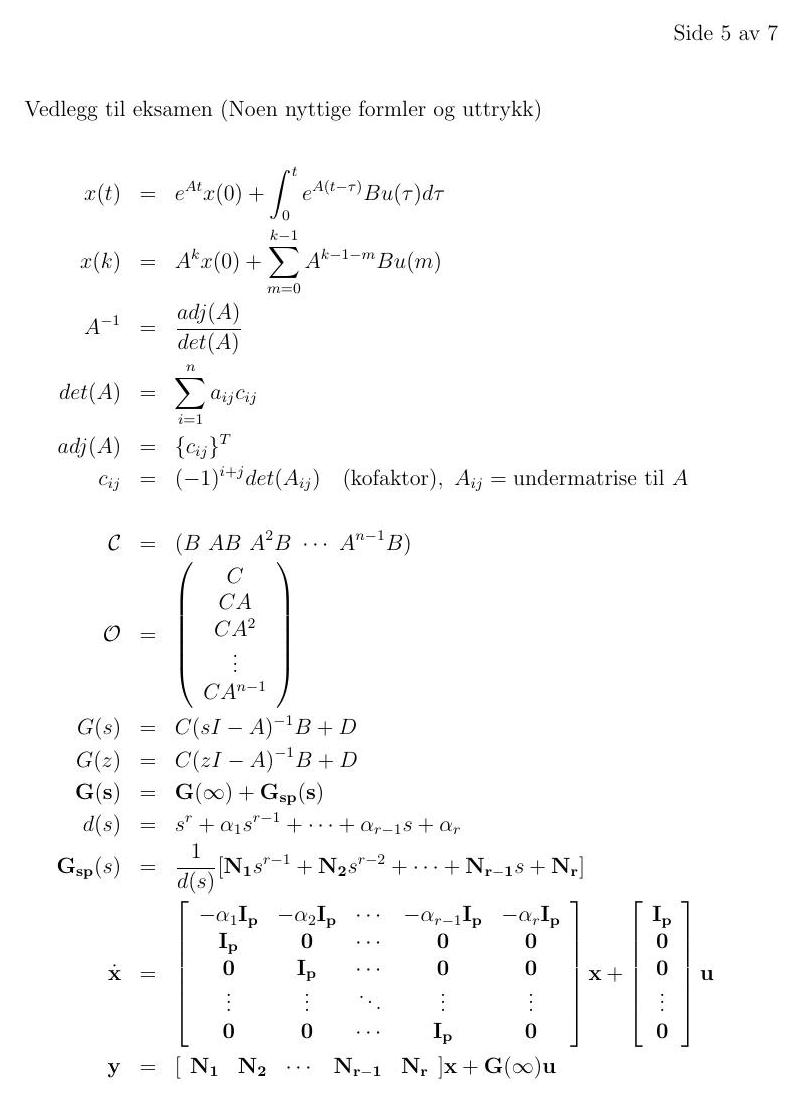 Side 5 av 7
Vedlegg til eksamen (Noen nyttige formler og uttrykk)
x(t) = e^{At}x(0) + ∫_0^t e^{A(t−τ)}Bu(τ)dτ
x(k) = A^k x(0) + ∑_{m=0}^{k−1} A^{k−1−m}Bu(m)
A^{−1} = adj(A)/det(A)
det(A) = ∑_{i=1}^{n} a_{ij}c_{ij}
adj(A) = {c_{ij}}^T
c_{ij} = (−1)^{i+j}det(A_{ij}) (kofaktor), A_{ij} = undermatrise til A
𝒞 = (B AB A^2B ⋯ A^{n−1}B)
𝒪 = ( C
CA
CA^2
⋮
CA^{n−1} )
G(s) = C(sI − A)^{−1}B + D
G(z) = C(zI − A)^{−1}B + D
G(s) = G(∞) + G_{sp}(s)
d(s) = s^r + α_1s^{r−1} + ⋯ + α_{r−1}s + α_r
G_{sp}(s) = 1/d(s) [N_1s^{r−1} + N_2s^{r−2} + ⋯ + N_{r−1}s + N_r]
ẋ = [ −α_1I_p −α_2I_p ⋯ −α_{r−1}I_p −α_rI_p
I_p 0 ⋯ 0 0
0 I_p ⋯ 0 0
⋮ ⋮ ⋱ ⋮ ⋮
0 0 ⋯ I_p 0 ] x + [ I_p
0
0
⋮
0 ] u
y = [ N_1 N_2 ⋯ N_{r−1} N_r ]x + G(∞)u